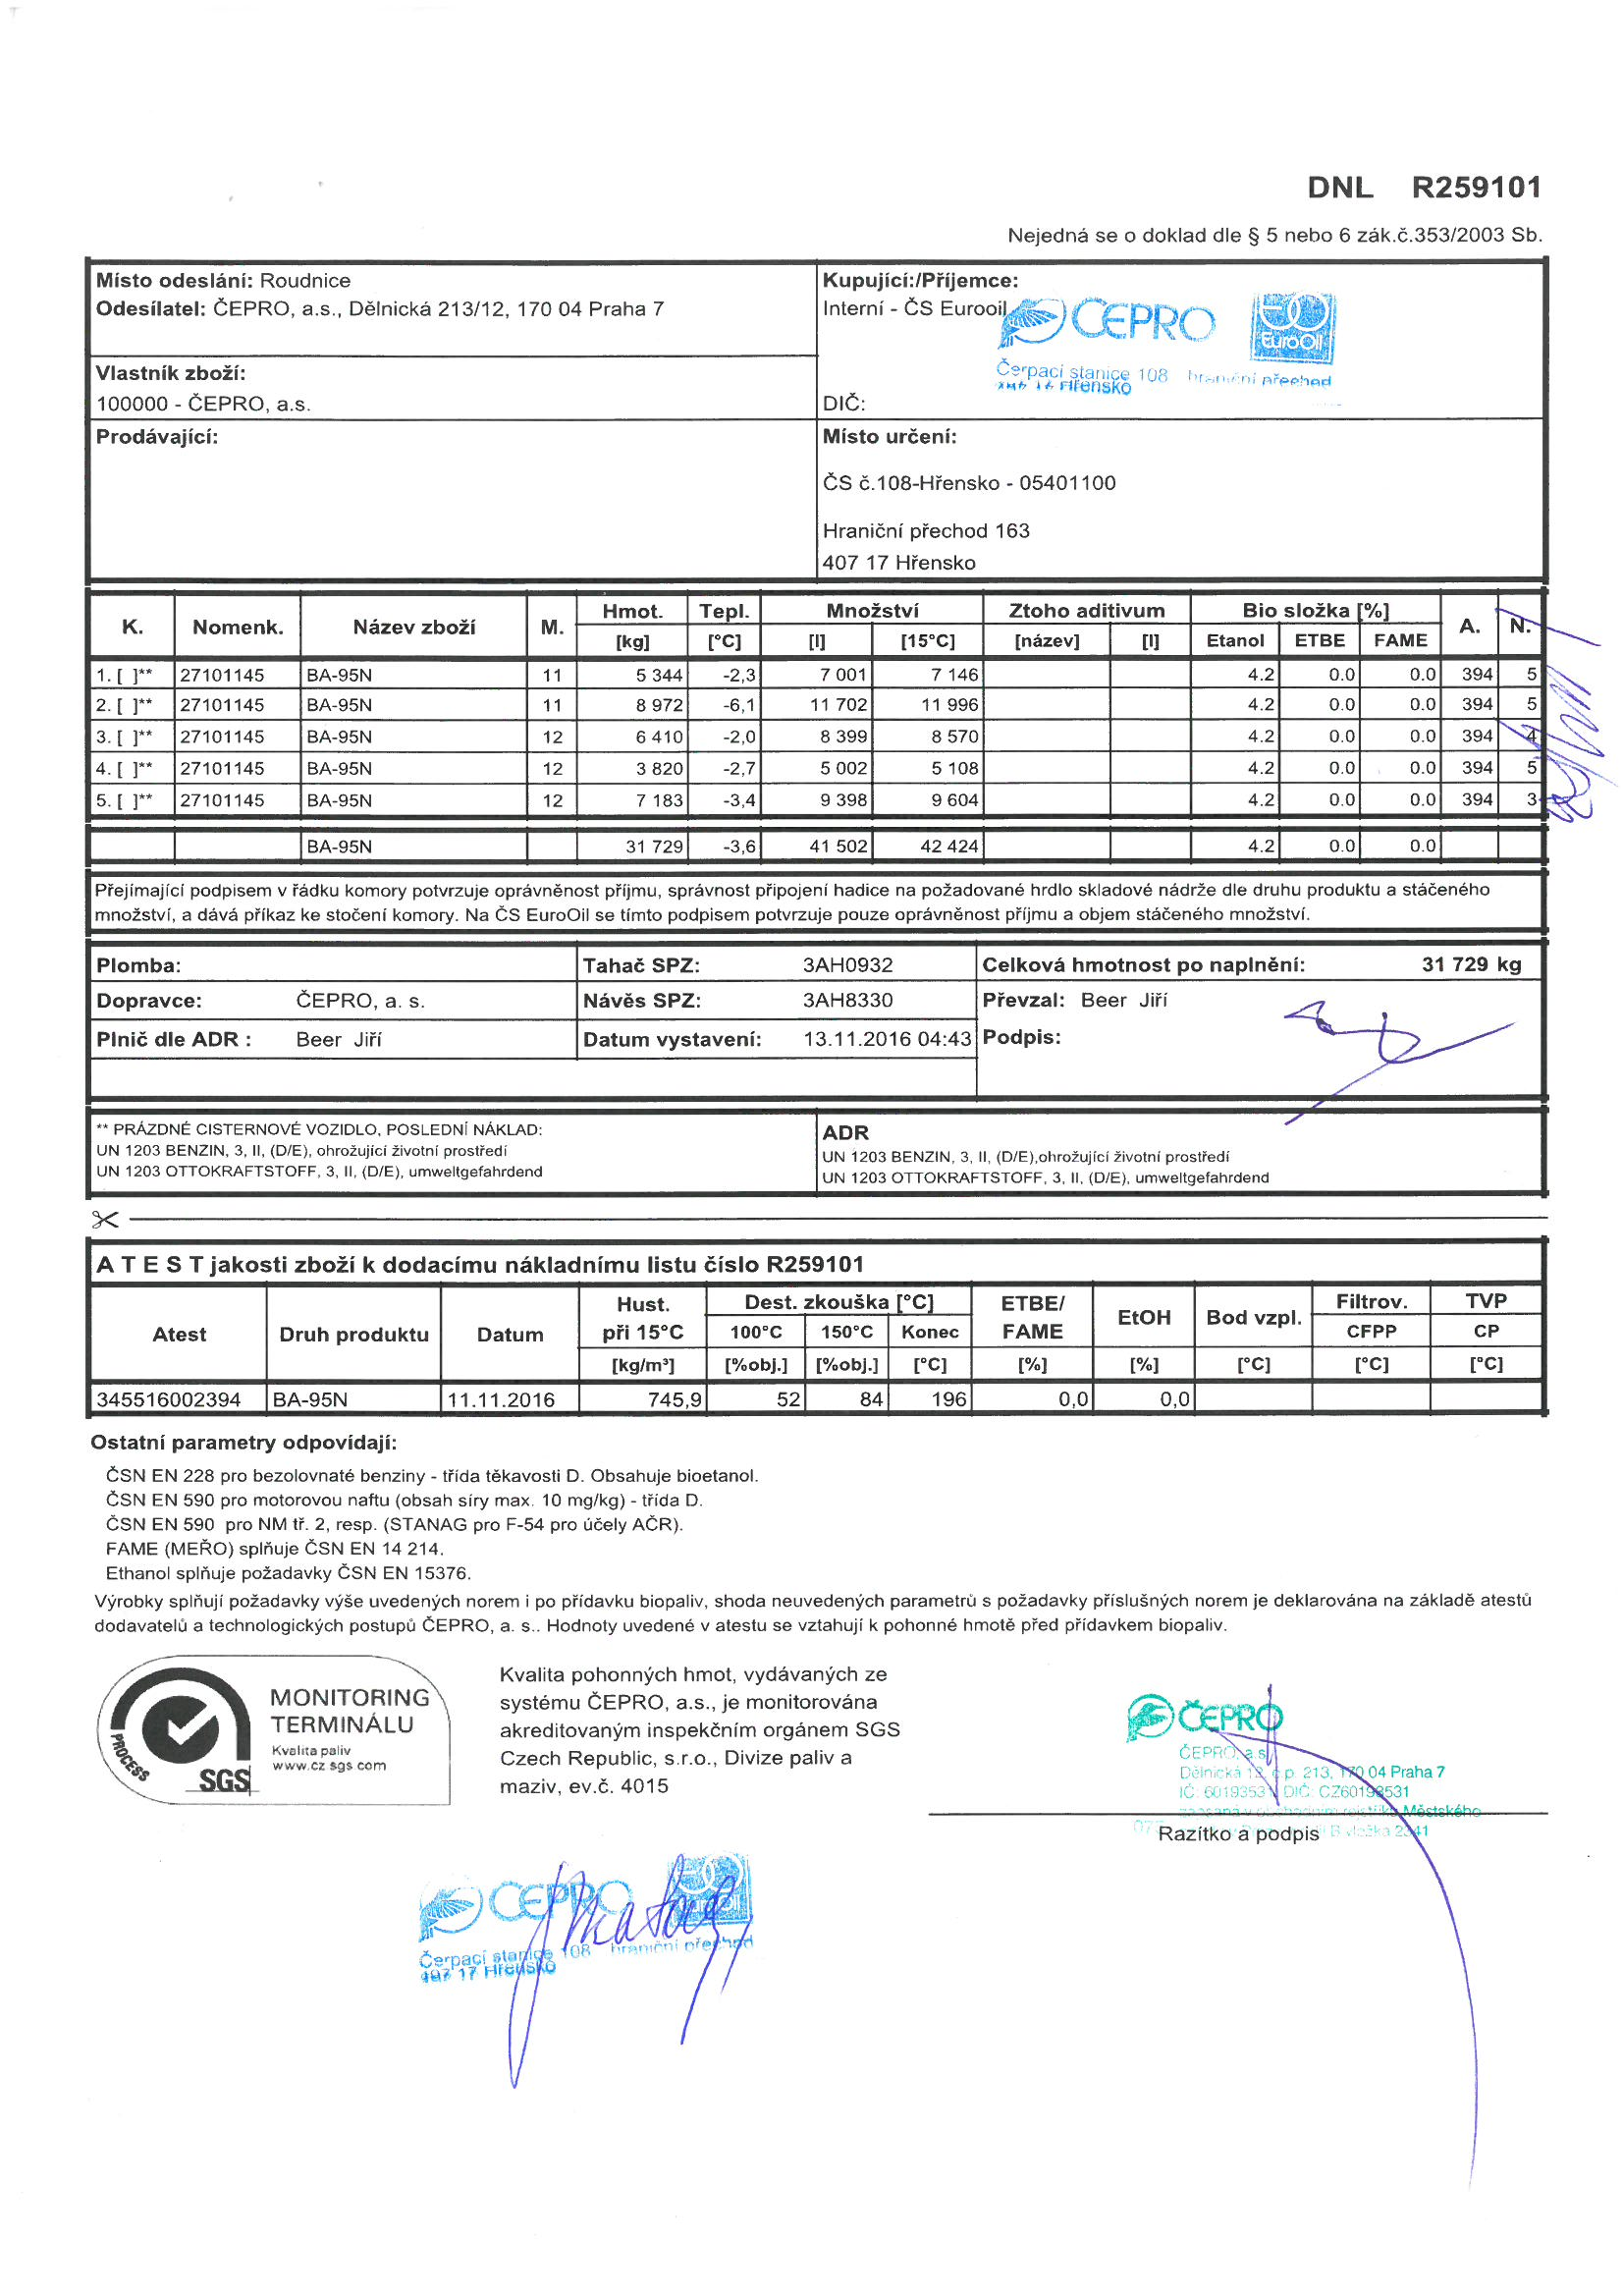 DNL R259101
Nejedná se o doklad dle § 5 nebo 6 zák.č.353/2003 Sb.
Místo odeslání: Roudnice
Odesílatel: ČEPRO, a.s., Dělnická 213/12, 170 04 Praha 7
Vlastník zboží:
100000 - ČEPRO, a.s.
Prodávající:
Kupující:/Příjemce:
Interní - ČS Eurooil
ČEPRO EuroOil
Čerpací stanice 108 hraniční přechod
Hřensko
DIČ:
Místo určení:
ČS č.108-Hřensko - 05401100
Hraniční přechod 163
407 17 Hřensko
K. Nomenk. Název zboží M. Hmot. Tepl. Množství Ztoho aditivum Bio složka [%] A. N.
[kg] [°C] [l] [15°C] [název] [l] Etanol ETBE FAME
1. [ ]** 27101145 BA-95N 11 5 344 -2,3 7 001 7 146 4.2 0.0 0.0 394 5
2. [ ]** 27101145 BA-95N 11 8 972 -6,1 11 702 11 996 4.2 0.0 0.0 394 5
3. [ ]** 27101145 BA-95N 12 6 410 -2,0 8 399 8 570 4.2 0.0 0.0 394 4
4. [ ]** 27101145 BA-95N 12 3 820 -2,7 5 002 5 108 4.2 0.0 0.0 394 5
5. [ ]** 27101145 BA-95N 12 7 183 -3,4 9 398 9 604 4.2 0.0 0.0 394 3
BA-95N 31 729 -3,6 41 502 42 424 4.2 0.0 0.0
Přejímající podpisem v řádku komory potvrzuje oprávněnost příjmu, správnost připojení hadice na požadované hrdlo skladové nádrže dle druhu produktu a stáčeného
množství, a dává příkaz ke stočení komory. Na ČS EuroOil se tímto podpisem potvrzuje pouze oprávněnost příjmu a objem stáčeného množství.
Plomba: Tahač SPZ: 3AH0932 Celková hmotnost po naplnění: 31 729 kg
Dopravce: ČEPRO, a. s. Návěs SPZ: 3AH8330 Převzal: Beer Jiří
Plnič dle ADR : Beer Jiří Datum vystavení: 13.11.2016 04:43 Podpis:
** PRÁZDNÉ CISTERNOVÉ VOZIDLO, POSLEDNÍ NÁKLAD:
UN 1203 BENZIN, 3, II, (D/E), ohrožující životní prostředí
UN 1203 OTTOKRAFTSTOFF, 3, II, (D/E), umweltgefahrdend
ADR
UN 1203 BENZIN, 3, II, (D/E),ohrožující životní prostředí
UN 1203 OTTOKRAFTSTOFF, 3, II, (D/E), umweltgefahrdend
A T E S T jakosti zboží k dodacímu nákladnímu listu číslo R259101
Atest Druh produktu Datum Hust. při 15°C Dest. zkouška [°C] ETBE/ FAME EtOH Bod vzpl. Filtrov. TVP
100°C 150°C Konec CFPP CP
[kg/m³] [%obj.] [%obj.] [°C] [%] [%] [°C] [°C] [°C]
345516002394 BA-95N 11.11.2016 745,9 52 84 196 0,0 0,0
Ostatní parametry odpovídají:
ČSN EN 228 pro bezolovnaté benziny - třída těkavosti D. Obsahuje bioetanol.
ČSN EN 590 pro motorovou naftu (obsah síry max. 10 mg/kg) - třída D.
ČSN EN 590 pro NM tř. 2, resp. (STANAG pro F-54 pro účely AČR).
FAME (MEŘO) splňuje ČSN EN 14 214.
Ethanol splňuje požadavky ČSN EN 15376.
Výrobky splňují požadavky výše uvedených norem i po přídavku biopaliv, shoda neuvedených parametrů s požadavky příslušných norem je deklarována na základě atestů
dodavatelů a technologických postupů ČEPRO, a. s.. Hodnoty uvedené v atestu se vztahují k pohonné hmotě před přídavkem biopaliv.
PROCESS
SGS
MONITORING
TERMINÁLU
Kvalita paliv
www.cz sgs com
Kvalita pohonných hmot, vydávaných ze
systému ČEPRO, a.s., je monitorována
akreditovaným inspekčním orgánem SGS
Czech Republic, s.r.o., Divize paliv a
maziv, ev.č. 4015
ČEPRO
ČEPRO, a.s.
Dělnická 12, č.p. 213, 170 04 Praha 7
IČ: 60193531 DIČ: CZ60193531
zapsaná v obchodním rejstříku Městského
B vložka 2341
Razítko a podpis
ČEPRO
Čerpací stanice 108 hraniční přechod
407 17 Hřensko